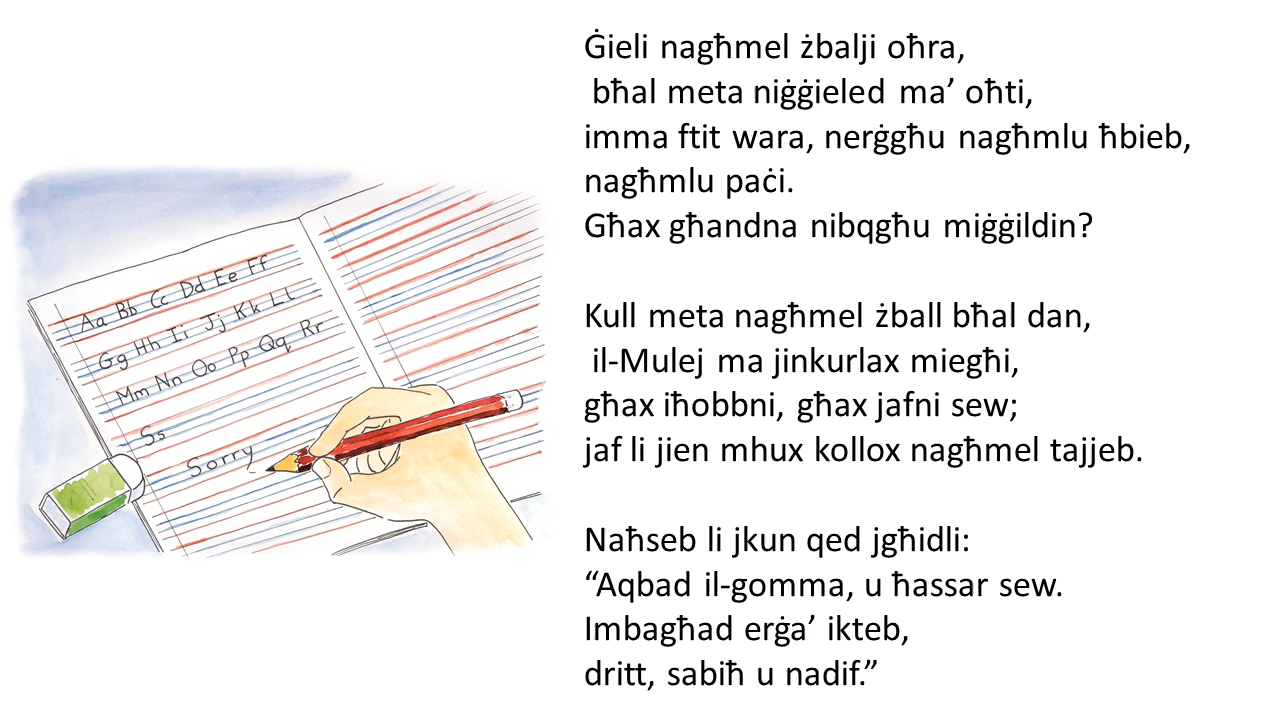 Aa Bb Cc Dd Ee Ff
Gg Hh Ii Jj Kk Ll
Mm Nn Oo Pp Qq Rr
Ss
Sorry
Ġieli nagħmel żbalji oħra,
bħal meta niġġieled ma’ oħti,
imma ftit wara, nerġgħu nagħmlu ħbieb,
nagħmlu paċi.
Għax għandna nibqgħu miġġildin?
Kull meta nagħmel żball bħal dan,
il-Mulej ma jinkurlax miegħi,
għax iħobbni, għax jafni sew;
jaf li jien mhux kollox nagħmel tajjeb.
Naħseb li jkun qed jgħidli:
“Aqbad il-gomma, u ħassar sew.
Imbagħad erġa’ ikteb,
dritt, sabiħ u nadif.”